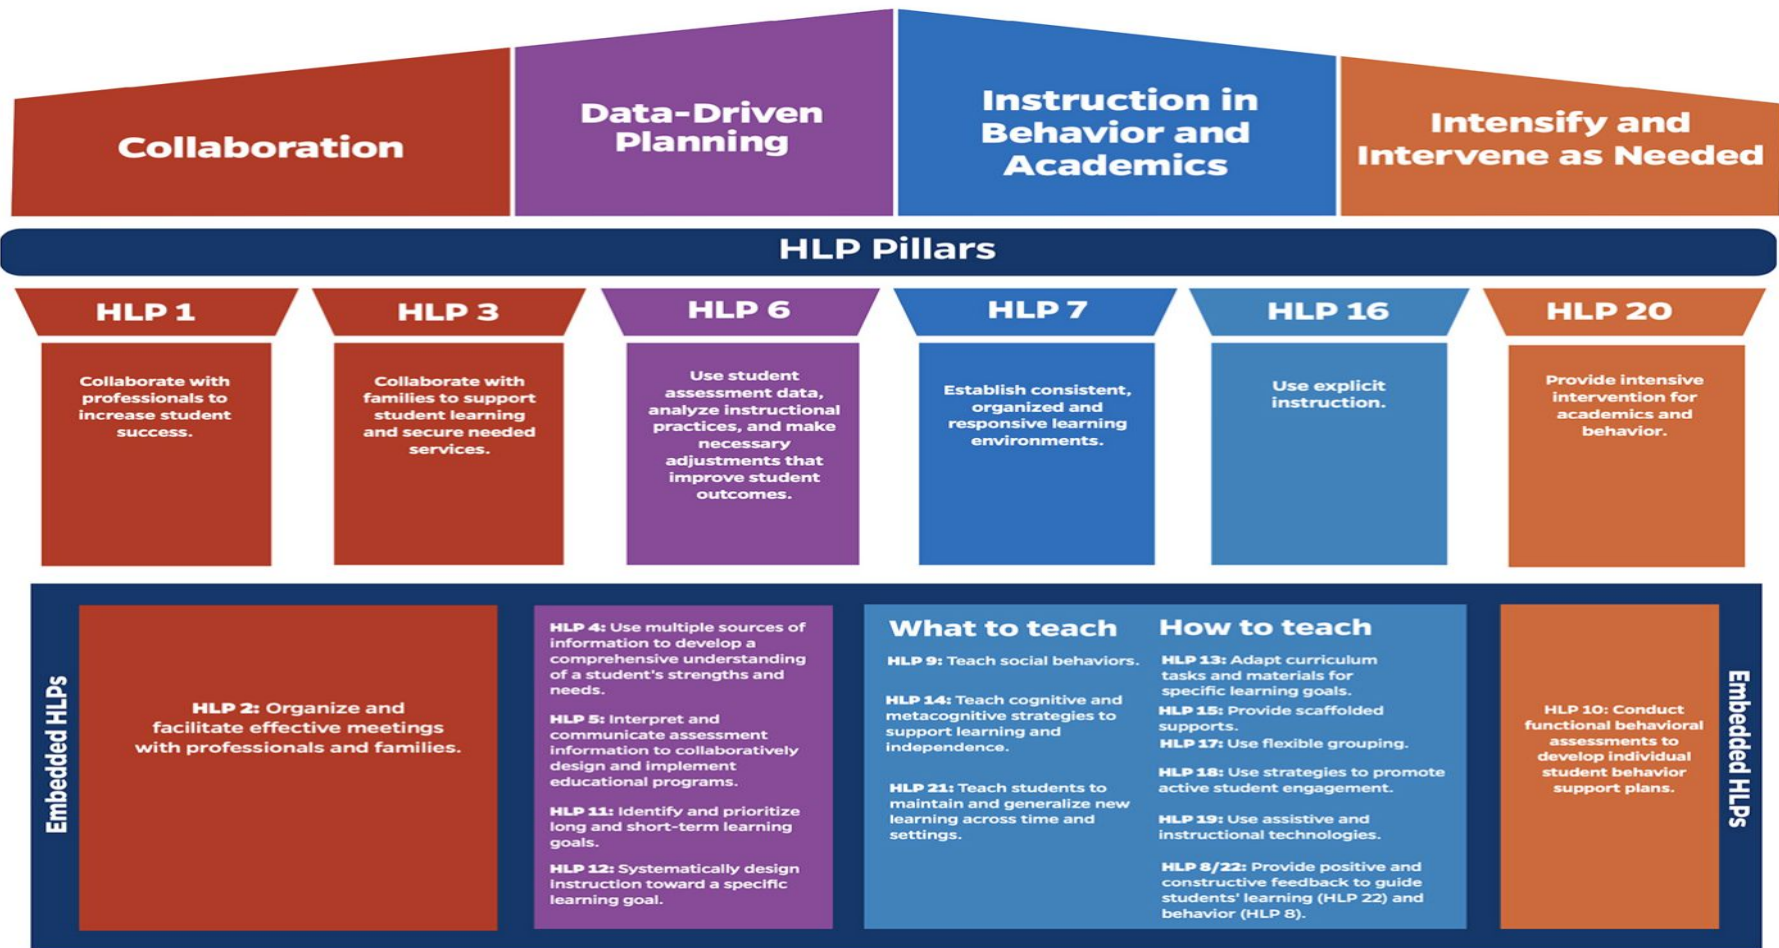 Collaboration
Data-Driven
Planning
Instruction in
Behavior and
Academics
Intensify and
Intervene as Needed
HLP Pillars
HLP 1
Collaborate with
professionals to
increase student
success.
HLP 3
Collaborate with
families to support
student learning
and secure needed
services.
HLP 6
Use student
assessment data,
analyze instructional
practices, and make
necessary
adjustments that
improve student
outcomes.
HLP 7
Establish consistent,
organized and
responsive learning
environments.
HLP 16
Use explicit
instruction.
HLP 20
Provide intensive
intervention for
academics and
behavior.
Embedded HLPs
HLP 2: Organize and
facilitate effective meetings
with professionals and families.
HLP 4: Use multiple sources of
information to develop a
comprehensive understanding
of a student's strengths and
needs.
HLP 5: Interpret and
communicate assessment
information to collaboratively
design and implement
educational programs.
HLP 11: Identify and prioritize
long and short-term learning
goals.
HLP 12: Systematically design
instruction toward a specific
learning goal.
What to teach
HLP 9: Teach social behaviors.
HLP 14: Teach cognitive and
metacognitive strategies to
support learning and
independence.
HLP 21: Teach students to
maintain and generalize new
learning across time and
settings.
How to teach
HLP 13: Adapt curriculum
tasks and materials for
specific learning goals.
HLP 15: Provide scaffolded
supports.
HLP 17: Use flexible grouping.
HLP 18: Use strategies to promote
active student engagement.
HLP 19: Use assistive and
instructional technologies.
HLP 8/22: Provide positive and
constructive feedback to guide
students' learning (HLP 22) and
behavior (HLP 8).
HLP 10: Conduct
functional behavioral
assessments to
develop individual
student behavior
support plans.
Embedded HLPs